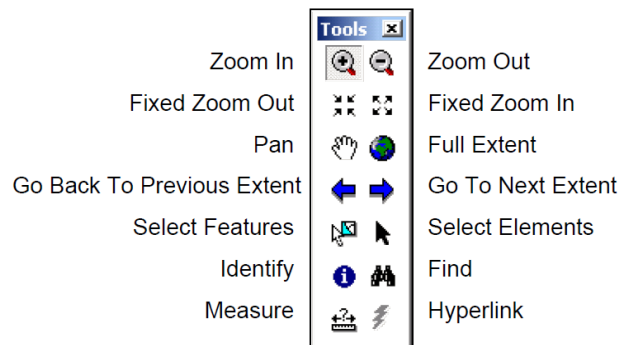 Tools
Zoom In Zoom Out
Fixed Zoom Out Fixed Zoom In
Pan Full Extent
Go Back To Previous Extent Go To Next Extent
Select Features Select Elements
Identify Find
Measure Hyperlink